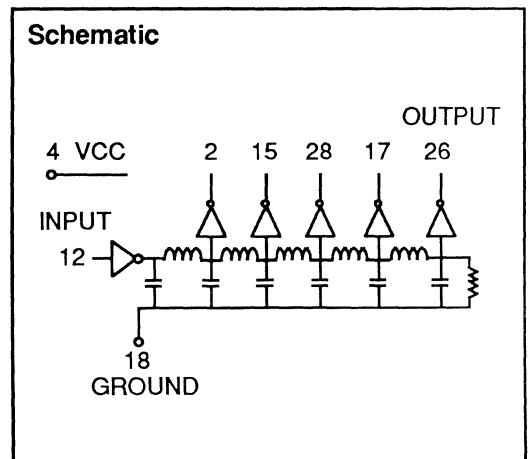 Schematic
OUTPUT
4 VCC 2 15 28 17 26
INPUT
12
18
GROUND